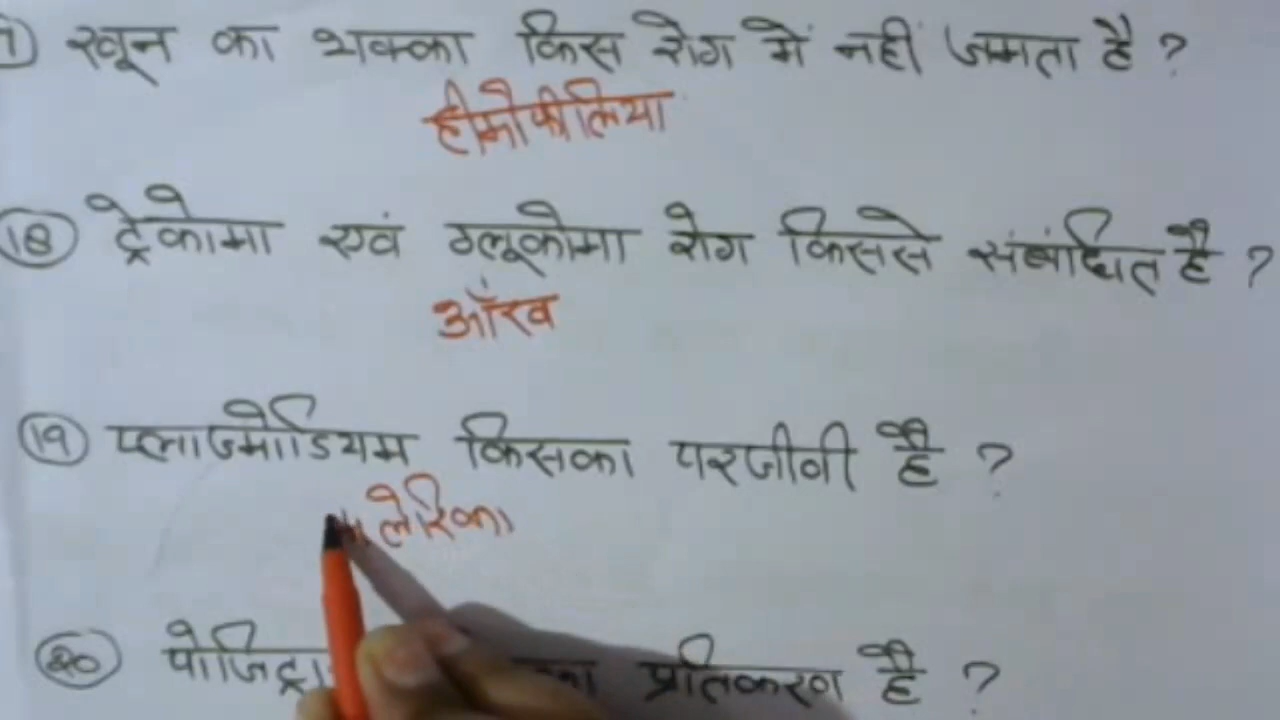 खून का थक्का किस रोग में नहीं जमता है ?
हीमोफीलिया
18 ट्रेकोमा एवं ग्लूकोमा रोग किससे संबंधित है ?
आँख
19 प्लाज्मोडियम किसका परजीवी है ?
20 प्रतिकरण है ?